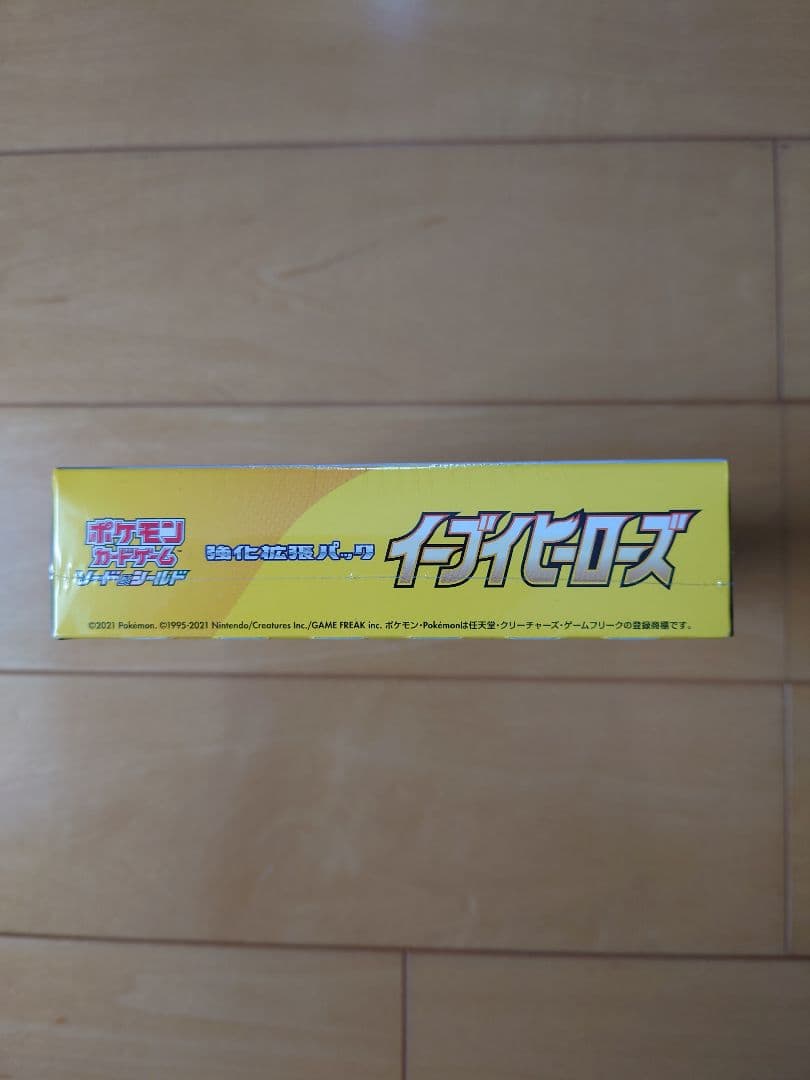 ポケモン
カードゲーム
ソード&シールド
強化拡張パック
イーブイヒーローズ
©2021 Pokémon. ©1995-2021 Nintendo/Creatures Inc./GAME FREAK inc. ポケモン・Pokémonは任天堂・クリーチャーズ・ゲームフリークの登録商標です。